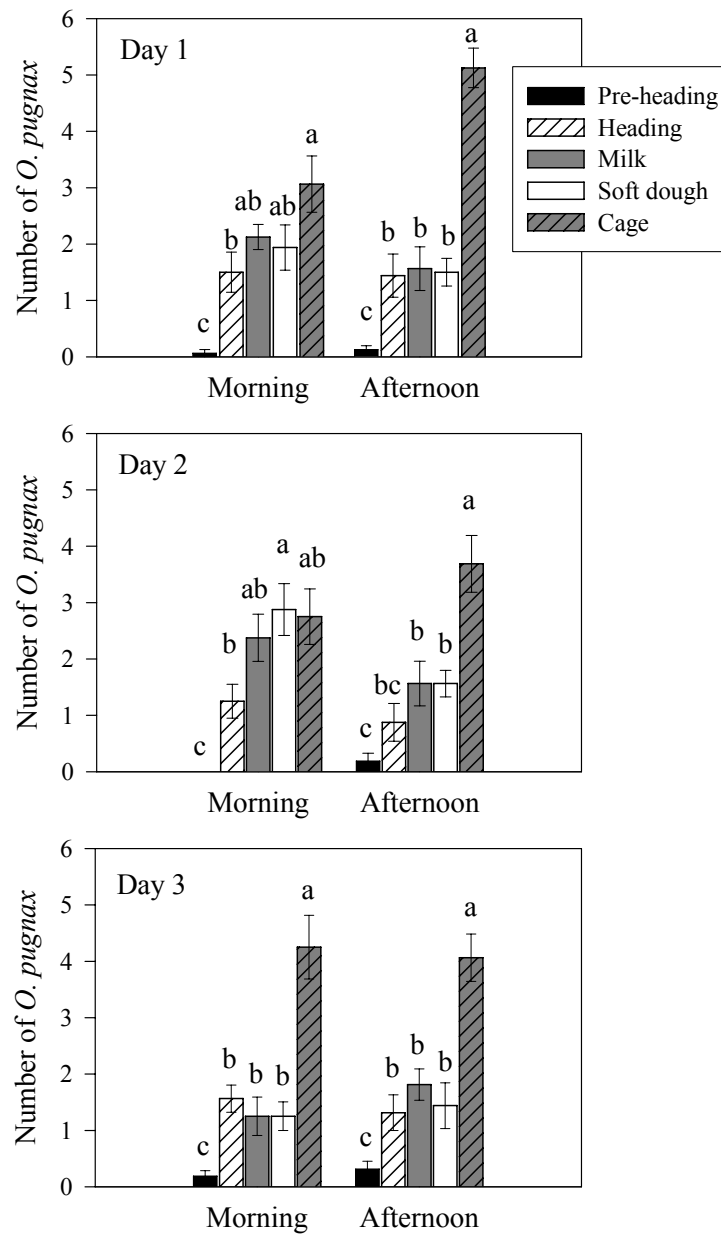 6
Day 1
a
5
4
a
3
ab
ab
2
b
b
b
b
1
c
c
0
Number of O. pugnax
Morning
Afternoon
Pre-heading
Heading
Milk
Soft dough
Cage
6
Day 2
5
a
4
a
ab
ab
3
b
b
b
2
bc
1
c
c
0
Number of O. pugnax
Morning
Afternoon
6
Day 3
5
a
a
4
3
b
b
b
b
b
b
2
1
c
c
0
Number of O. pugnax
Morning
Afternoon